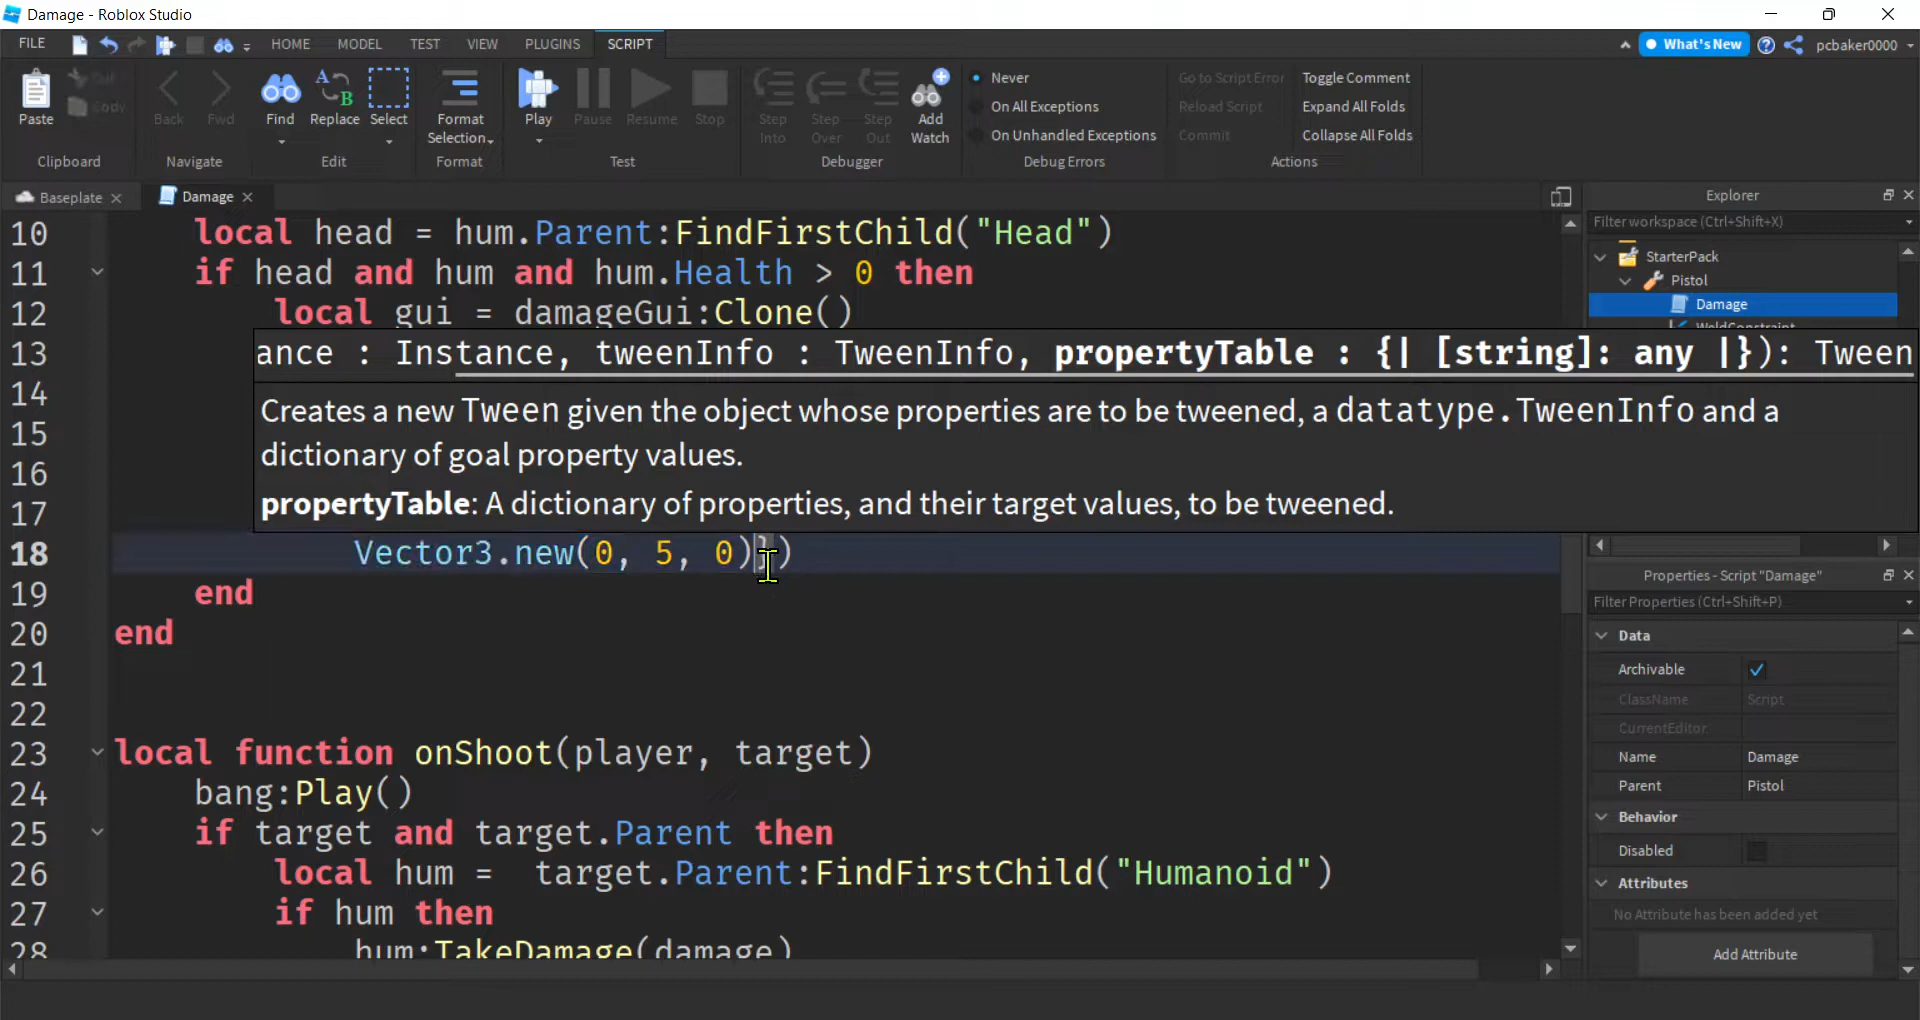 Damage - Roblox Studio
FILE HOME MODEL TEST VIEW PLUGINS SCRIPT What's New pcbaker0000
Paste Cut Copy Back Fwd Find Replace Select Format Selection Play Pause Resume Stop Step Into Step Over Step Out Add Watch
Never Go to Script Error Toggle Comment
On All Exceptions Reload Script Expand All Folds
On Unhandled Exceptions Commit Collapse All Folds
Clipboard Navigate Edit Format Test Debugger Debug Errors Actions
Baseplate Damage
10 local head = hum.Parent:FindFirstChild("Head")
11 if head and hum and hum.Health > 0 then
12 local gui = damageGui:Clone()
13 ance : Instance, tweenInfo : TweenInfo, propertyTable : {| [string]: any |}): Tween
14 Creates a new Tween given the object whose properties are to be tweened, a datatype.TweenInfo and a
15 dictionary of goal property values.
16
17 propertyTable: A dictionary of properties, and their target values, to be tweened.
18 Vector3.new(0, 5, 0)})
19 end
20 end
21
22
23 local function onShoot(player, target)
24 bang:Play()
25 if target and target.Parent then
26 local hum = target.Parent:FindFirstChild("Humanoid")
27 if hum then
28 hum:TakeDamage(damage)
Explorer
Filter workspace (Ctrl+Shift+X)
StarterPack
Pistol
Damage
WeldConstraint
Properties - Script "Damage"
Filter Properties (Ctrl+Shift+P)
Data
Archivable
ClassName Script
CurrentEditor
Name Damage
Parent Pistol
Behavior
Disabled
Attributes
No Attribute has been added yet
Add Attribute